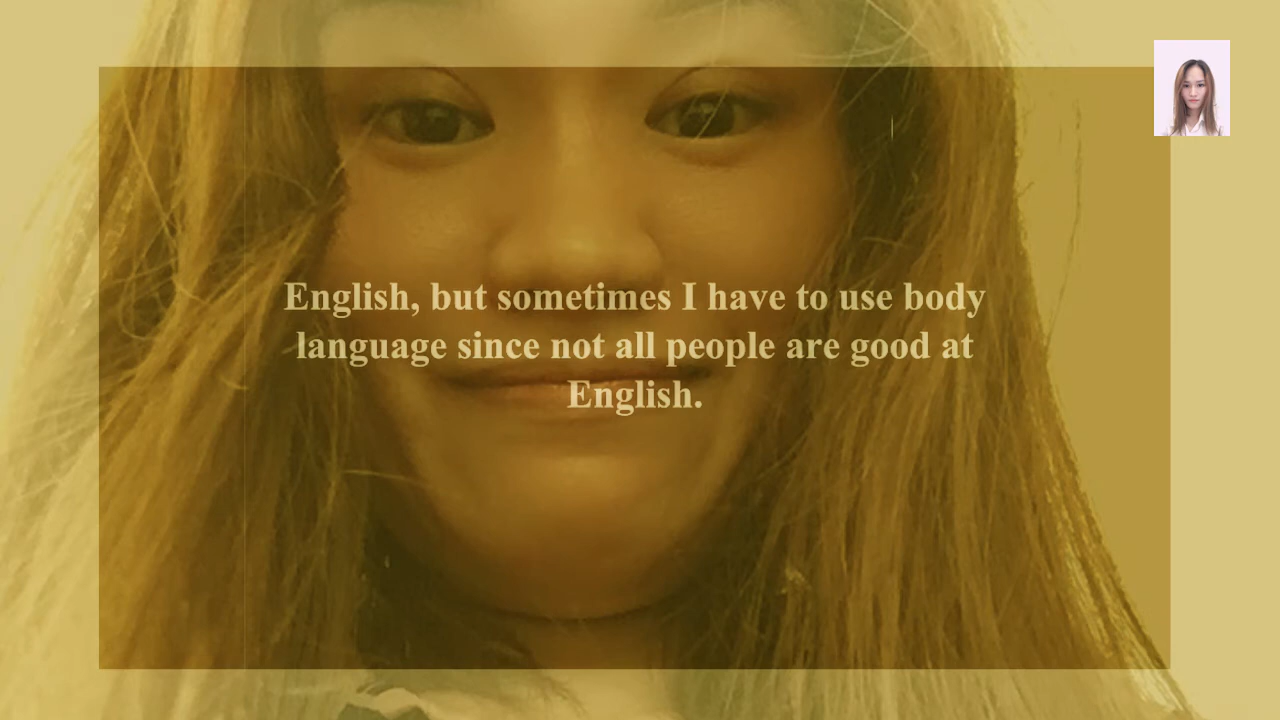 English, but sometimes I have to use body
language since not all people are good at
English.